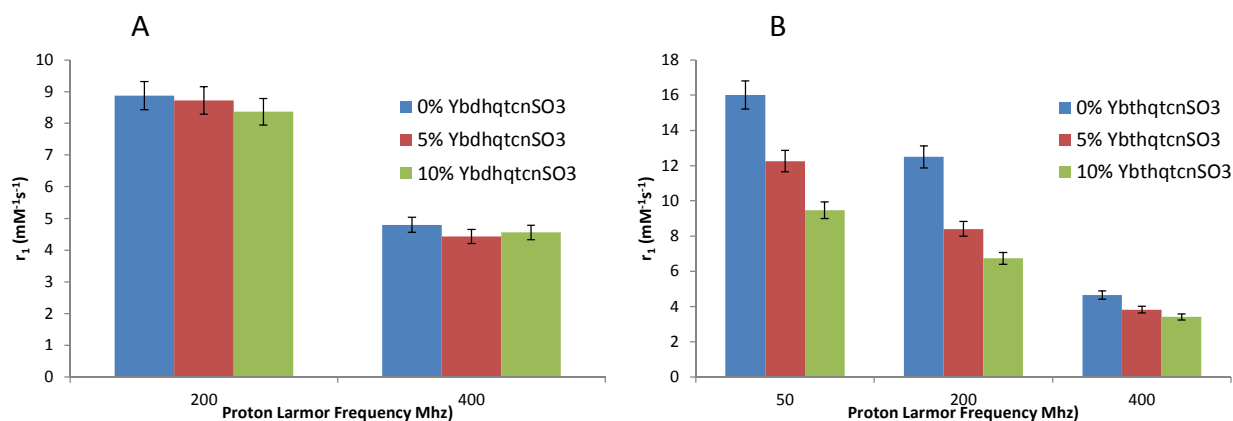 A
r₁ (mM⁻¹s⁻¹)
10
9
8
7
6
5
4
3
2
1
0
0% YbdhqtcnSO3
5% YbdhqtcnSO3
10% YbdhqtcnSO3
200
400
Proton Larmor Frequency Mhz)
B
r₁ (mM⁻¹s⁻¹)
18
16
14
12
10
8
6
4
2
0
0% YbthqtcnSO3
5% YbthqtcnSO3
10% YbthqtcnSO3
50
200
400
Proton Larmor Frequency Mhz)